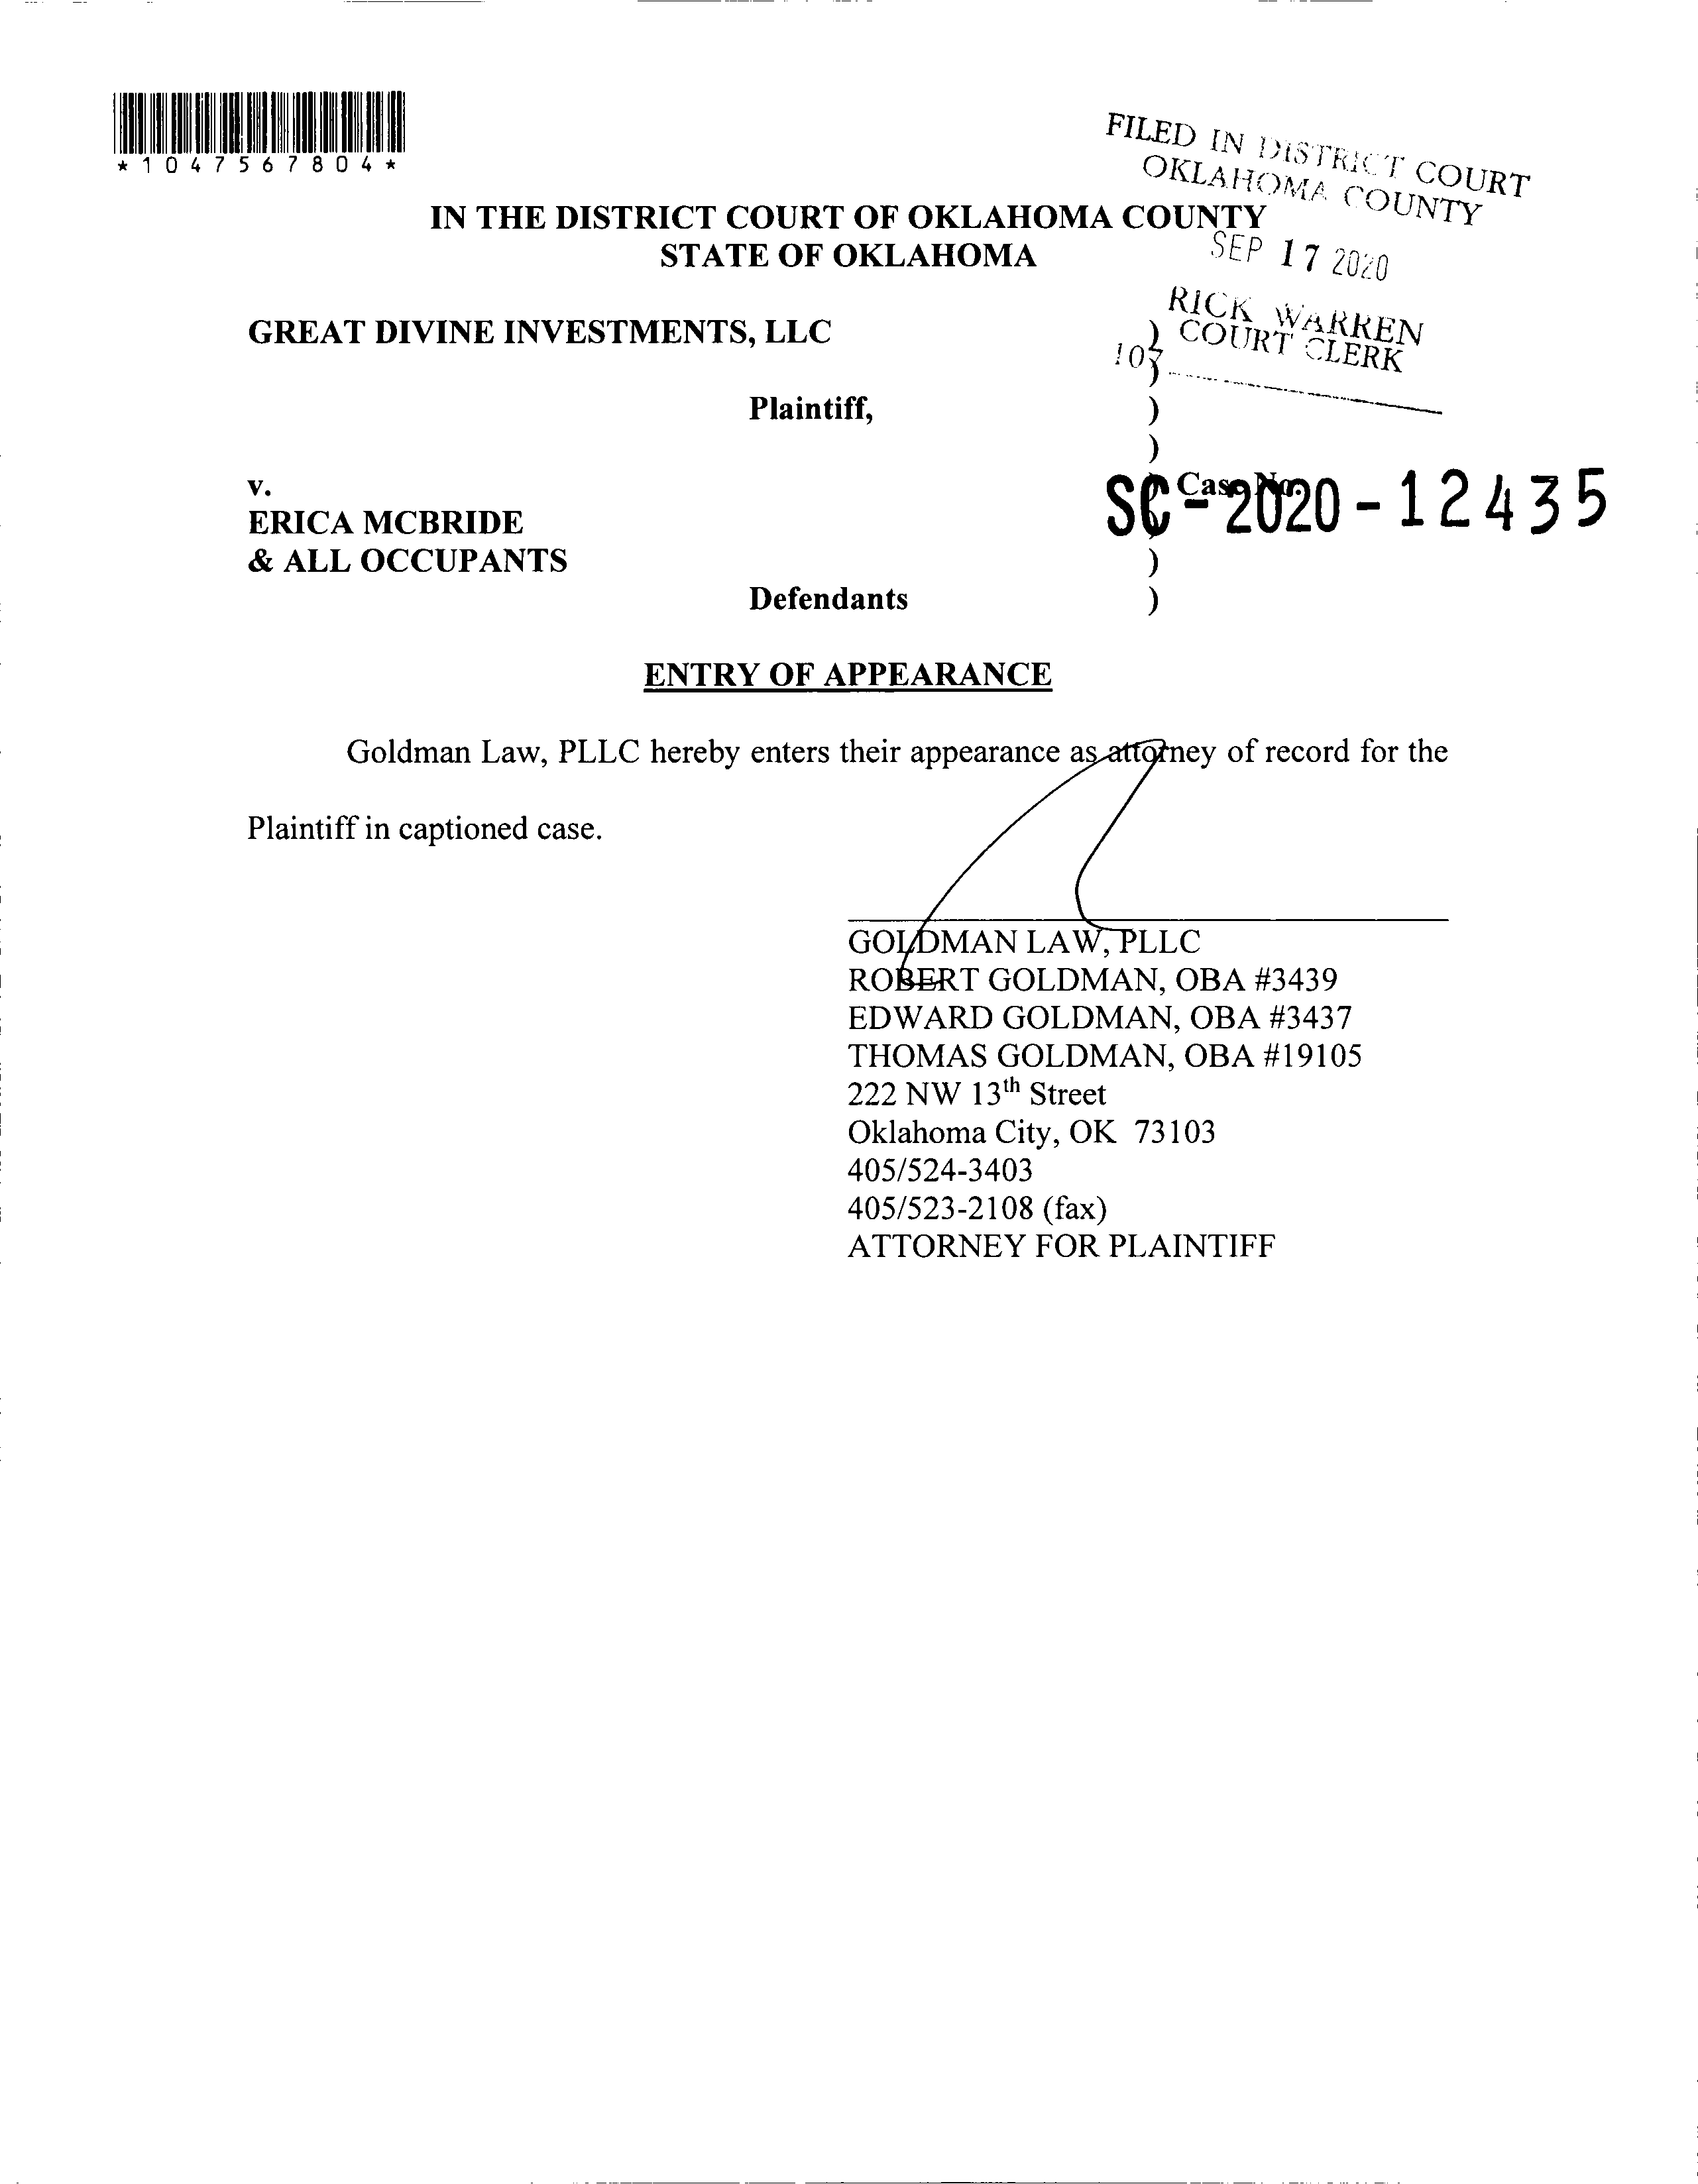 *1047567804*
FILED IN DISTRICT COURT
OKLAHOMA COUNTY
IN THE DISTRICT COURT OF OKLAHOMA COUNTY
STATE OF OKLAHOMA
SEP 17 2020
RICK WARREN
COURT CLERK
GREAT DIVINE INVESTMENTS, LLC )
)
Plaintiff, )
)
v. ) Case No.
SC-2020-12435
ERICA MCBRIDE
& ALL OCCUPANTS )
Defendants )
ENTRY OF APPEARANCE
Goldman Law, PLLC hereby enters their appearance as attorney of record for the
Plaintiff in captioned case.
GOLDMAN LAW, PLLC
ROBERT GOLDMAN, OBA #3439
EDWARD GOLDMAN, OBA #3437
THOMAS GOLDMAN, OBA #19105
222 NW 13th Street
Oklahoma City, OK 73103
405/524-3403
405/523-2108 (fax)
ATTORNEY FOR PLAINTIFF